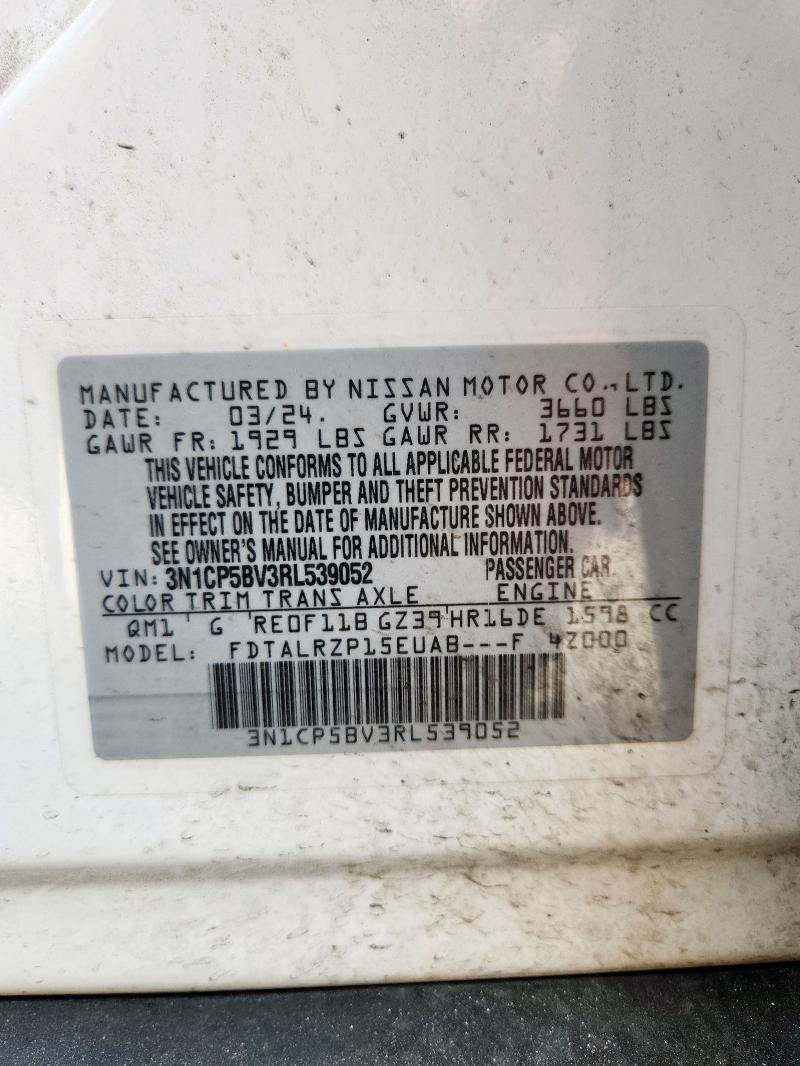 MANUFACTURED BY NISSAN MOTOR CO., LTD.
DATE: 03/24. GVWR: 3660 LBS
GAWR FR: 1929 LBS GAWR RR: 1731 LBS
THIS VEHICLE CONFORMS TO ALL APPLICABLE FEDERAL MOTOR
VEHICLE SAFETY, BUMPER AND THEFT PREVENTION STANDARDS
IN EFFECT ON THE DATE OF MANUFACTURE SHOWN ABOVE.
SEE OWNER'S MANUAL FOR ADDITIONAL INFORMATION.
VIN: 3N1CP5BV3RL539052 PASSENGER CAR
COLOR TRIM TRANS AXLE ENGINE
QM1 G RE0F11B GZ39 HR16DE 1598 CC
MODEL: FDTALRZP15EUAB---F 4Z000
3N1CP5BV3RL539052